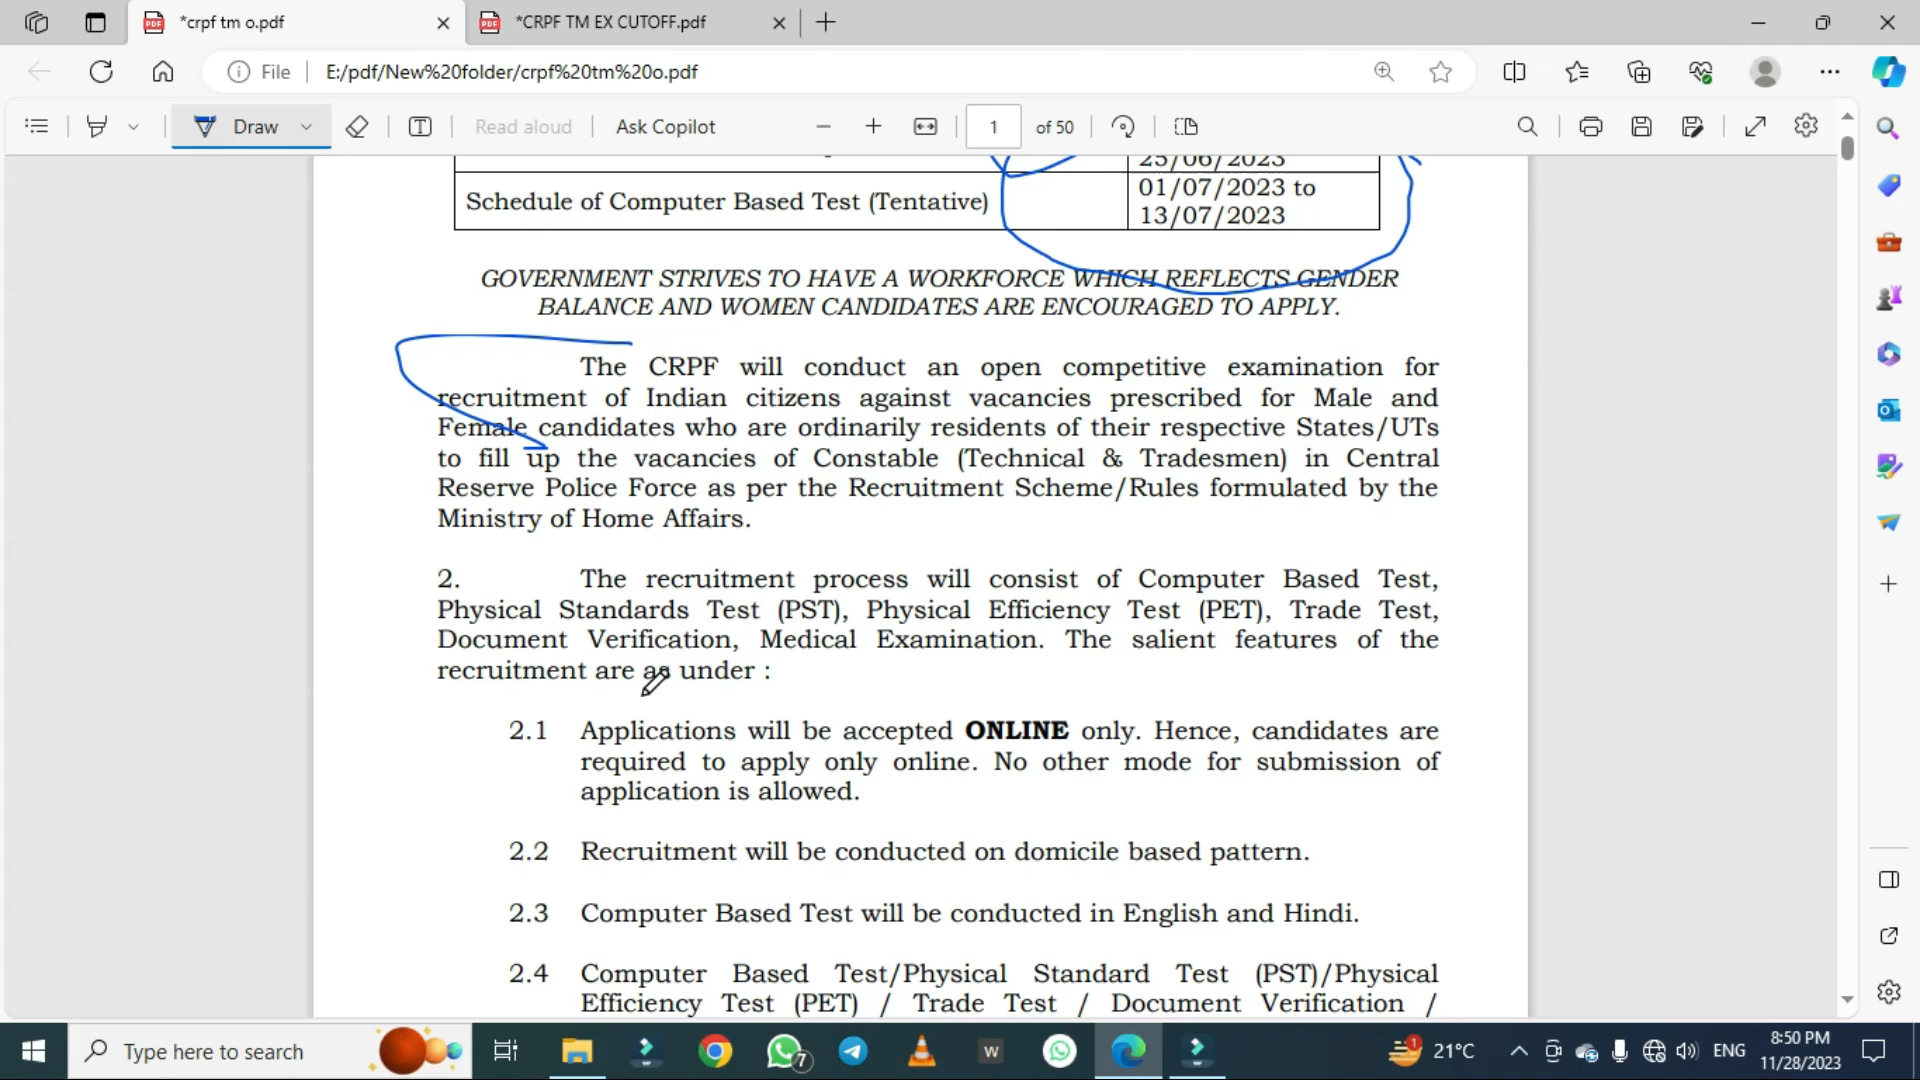 *crpf tm o.pdf
*CRPF TM EX CUTOFF.pdf
File
E:/pdf/New%20folder/crpf%20tm%20o.pdf
Draw
Read aloud
Ask Copilot
1
of 50
25/06/2023
Schedule of Computer Based Test (Tentative)
01/07/2023 to
13/07/2023
GOVERNMENT STRIVES TO HAVE A WORKFORCE WHICH REFLECTS GENDER
BALANCE AND WOMEN CANDIDATES ARE ENCOURAGED TO APPLY.
The CRPF will conduct an open competitive examination for
recruitment of Indian citizens against vacancies prescribed for Male and
Female candidates who are ordinarily residents of their respective States/UTs
to fill up the vacancies of Constable (Technical & Tradesmen) in Central
Reserve Police Force as per the Recruitment Scheme/Rules formulated by the
Ministry of Home Affairs.
2. The recruitment process will consist of Computer Based Test,
Physical Standards Test (PST), Physical Efficiency Test (PET), Trade Test,
Document Verification, Medical Examination. The salient features of the
recruitment are as under :
2.1 Applications will be accepted ONLINE only. Hence, candidates are
required to apply only online. No other mode for submission of
application is allowed.
2.2 Recruitment will be conducted on domicile based pattern.
2.3 Computer Based Test will be conducted in English and Hindi.
2.4 Computer Based Test/Physical Standard Test (PST)/Physical
Efficiency Test (PET) / Trade Test / Document Verification /
Type here to search
7
W
1
21°C
ENG
8:50 PM
11/28/2023